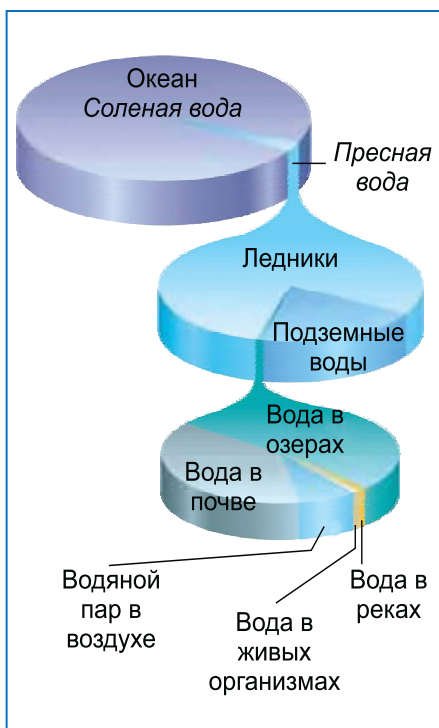 Океан
Соленая вода
Пресная
вода
Ледники
Подземные
воды
Вода в
озерах
Вода в
почве
Водяной
пар в
воздухе
Вода в
живых
организмах
Вода в
реках